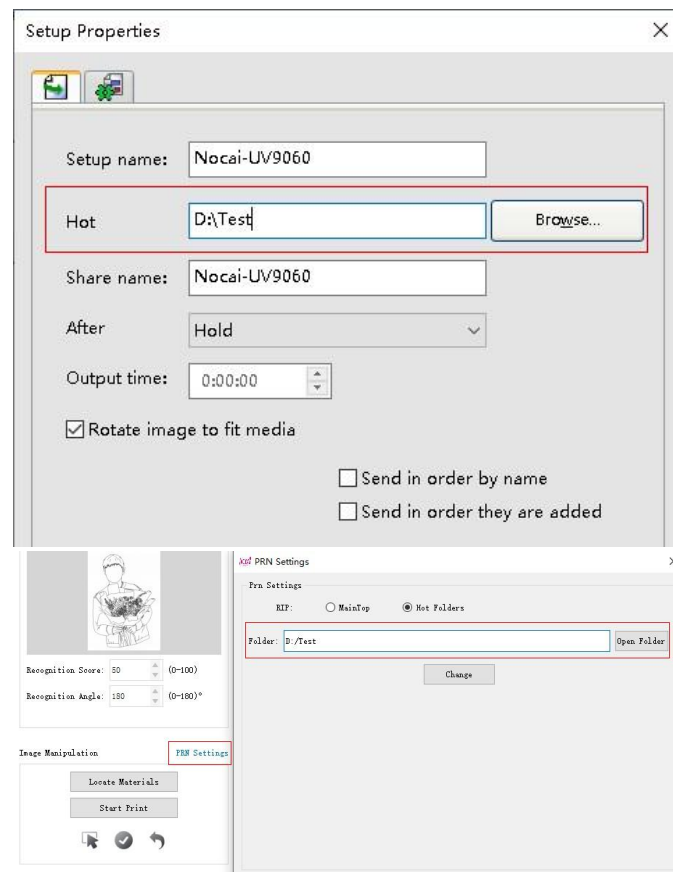 Setup Properties
Setup name: Nocai-UV9060
Hot D:\Test Browse...
Share name: Nocai-UV9060
After Hold
Output time: 0:00:00
Rotate image to fit media
Send in order by name
Send in order they are added
PRN Settings
Prn Settings
RIP: MainTop Hot Folders
Folder: D:/Test Open Folder
Change
Recognition Score: 50 (0-100)
Recognition Angle: 180 (0-180)°
Image Manipulation PRN Settings
Locate Materials
Start Print